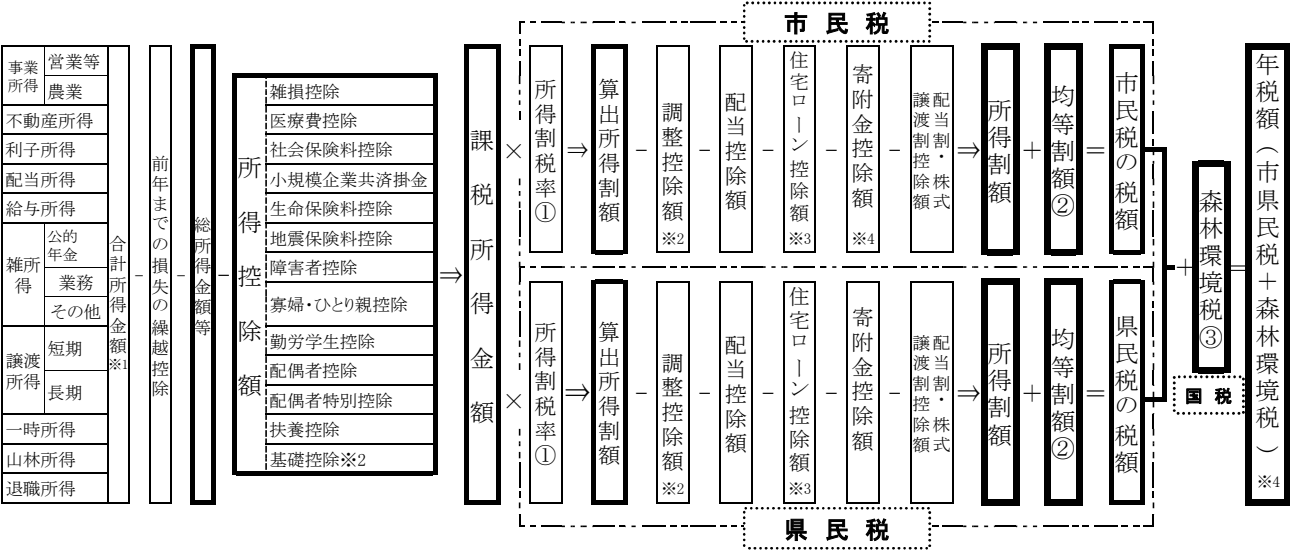 市民税
事業所得
営業等
農業
不動産所得
利子所得
配当所得
給与所得
雑所得
公的年金
業務
その他
譲渡所得
短期
長期
一時所得
山林所得
退職所得
合計所得金額※1
－
前年までの損失の繰越控除
－
総所得金額等
－
所得控除額
雑損控除
医療費控除
社会保険料控除
小規模企業共済掛金
生命保険料控除
地震保険料控除
障害者控除
寡婦・ひとり親控除
勤労学生控除
配偶者控除
配偶者特別控除
扶養控除
基礎控除※2
⇒
課税所得金額
×
所得割税率①
⇒
算出所得割額
－
調整控除額※2
－
配当控除額
－
住宅ローン控除額※3
－
寄附金控除額※4
－
配当割・株式
譲渡割控除額
⇒
所得割額
＋
均等割額②
＝
市民税の税額
×
所得割税率①
⇒
算出所得割額
－
調整控除額※2
－
配当控除額
－
住宅ローン控除額※3
－
寄附金控除額
－
配当割・株式
譲渡割控除額
⇒
所得割額
＋
均等割額②
＝
県民税の税額
＋
森林環境税③
国税
＝
年税額（市県民税＋森林環境税）※4
県民税